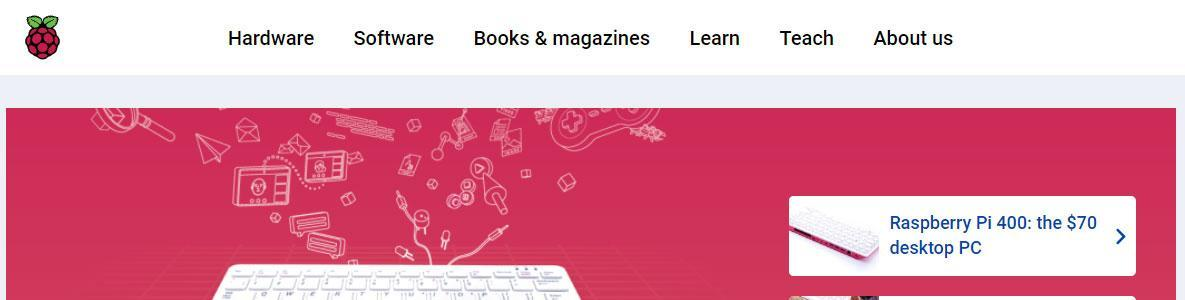 Hardware Software Books & magazines Learn Teach About us
Raspberry Pi 400: the $70
desktop PC